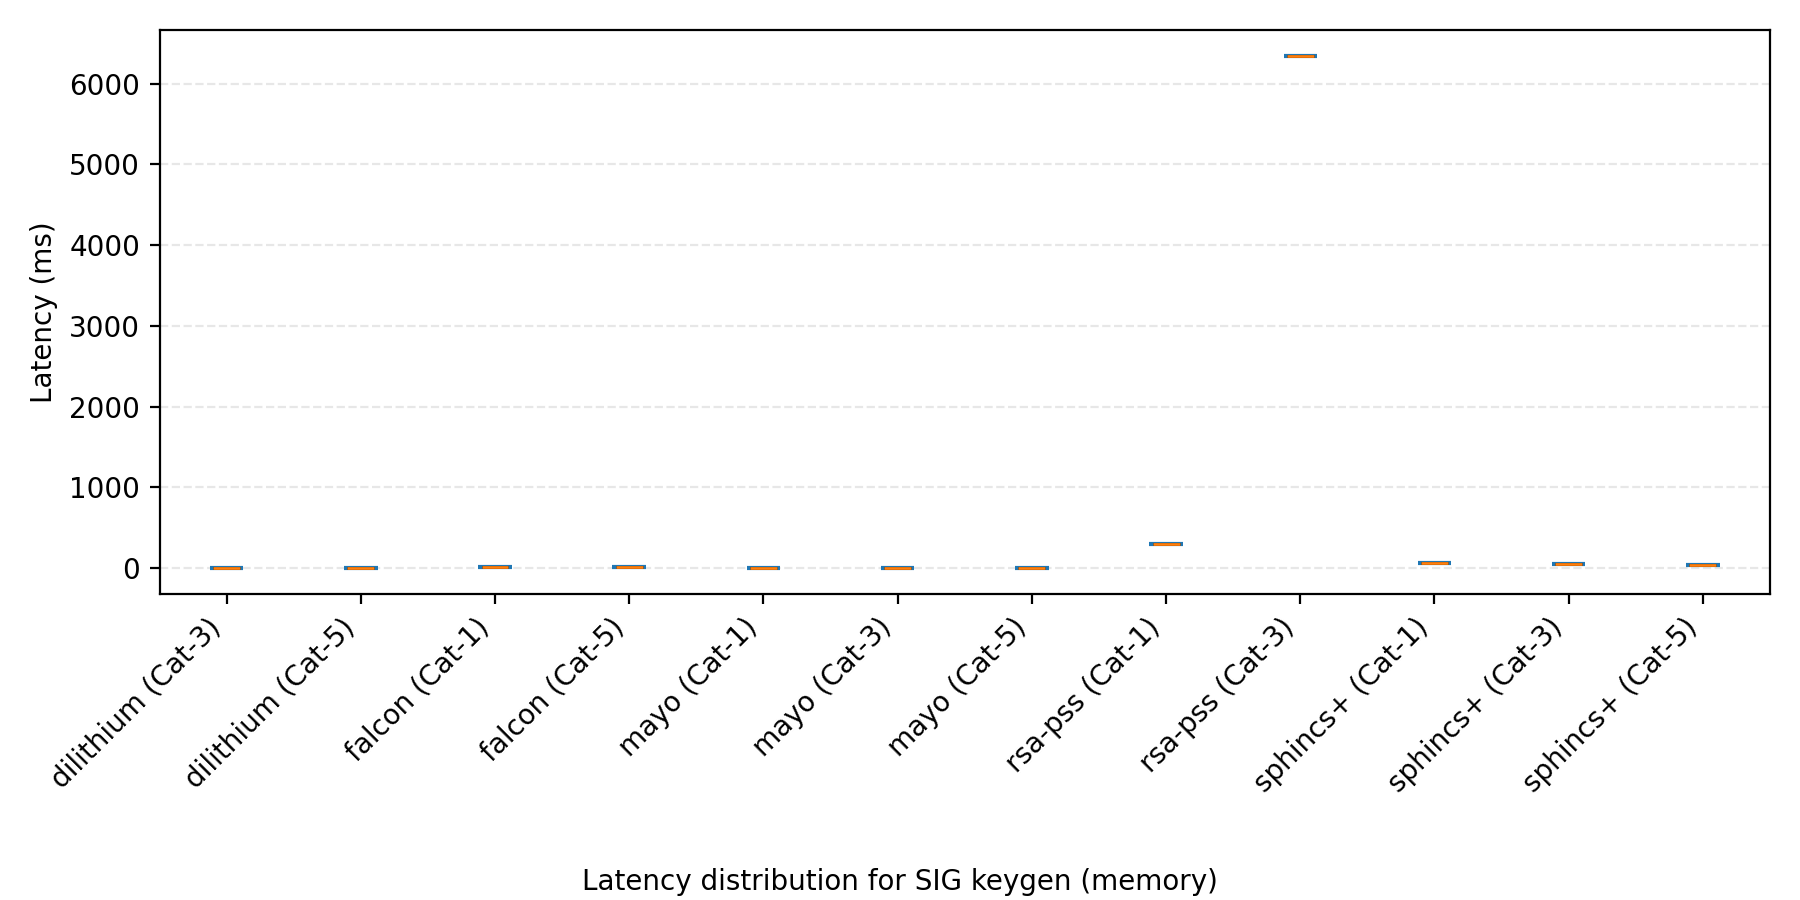 6000
5000
4000
3000
2000
1000
0
Latency (ms)
dilithium (Cat-3)
dilithium (Cat-5)
falcon (Cat-1)
falcon (Cat-5)
mayo (Cat-1)
mayo (Cat-3)
mayo (Cat-5)
rsa-pss (Cat-1)
rsa-pss (Cat-3)
sphincs+ (Cat-1)
sphincs+ (Cat-3)
sphincs+ (Cat-5)
Latency distribution for SIG keygen (memory)